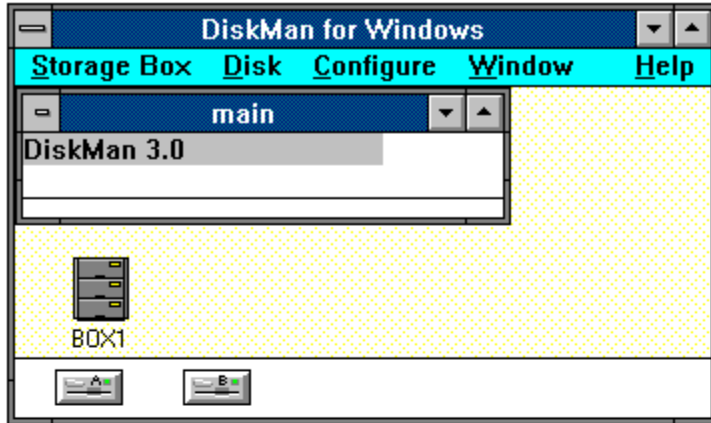 DiskMan for Windows
Storage Box Disk Configure Window Help
main
DiskMan 3.0
BOX1
A B